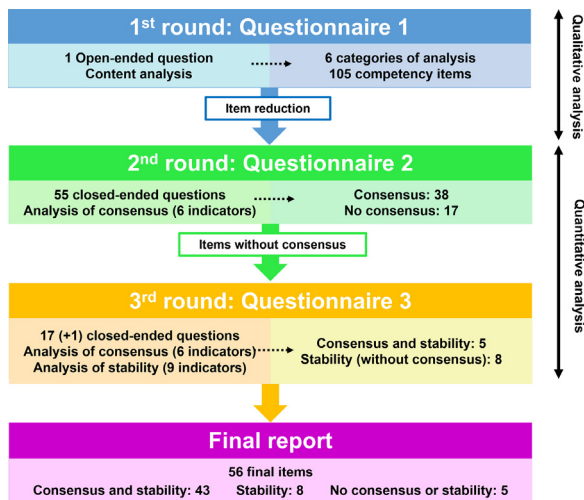 1st round: Questionnaire 1
1 Open-ended question
Content analysis
6 categories of analysis
105 competency items
Item reduction
2nd round: Questionnaire 2
55 closed-ended questions
Analysis of consensus (6 indicators)
Consensus: 38
No consensus: 17
Items without consensus
3rd round: Questionnaire 3
17 (+1) closed-ended questions
Analysis of consensus (6 indicators)
Analysis of stability (9 indicators)
Consensus and stability: 5
Stability (without consensus): 8
Final report
56 final items
Consensus and stability: 43 Stability: 8 No consensus or stability: 5
Qualitative analysis
Quantitative analysis